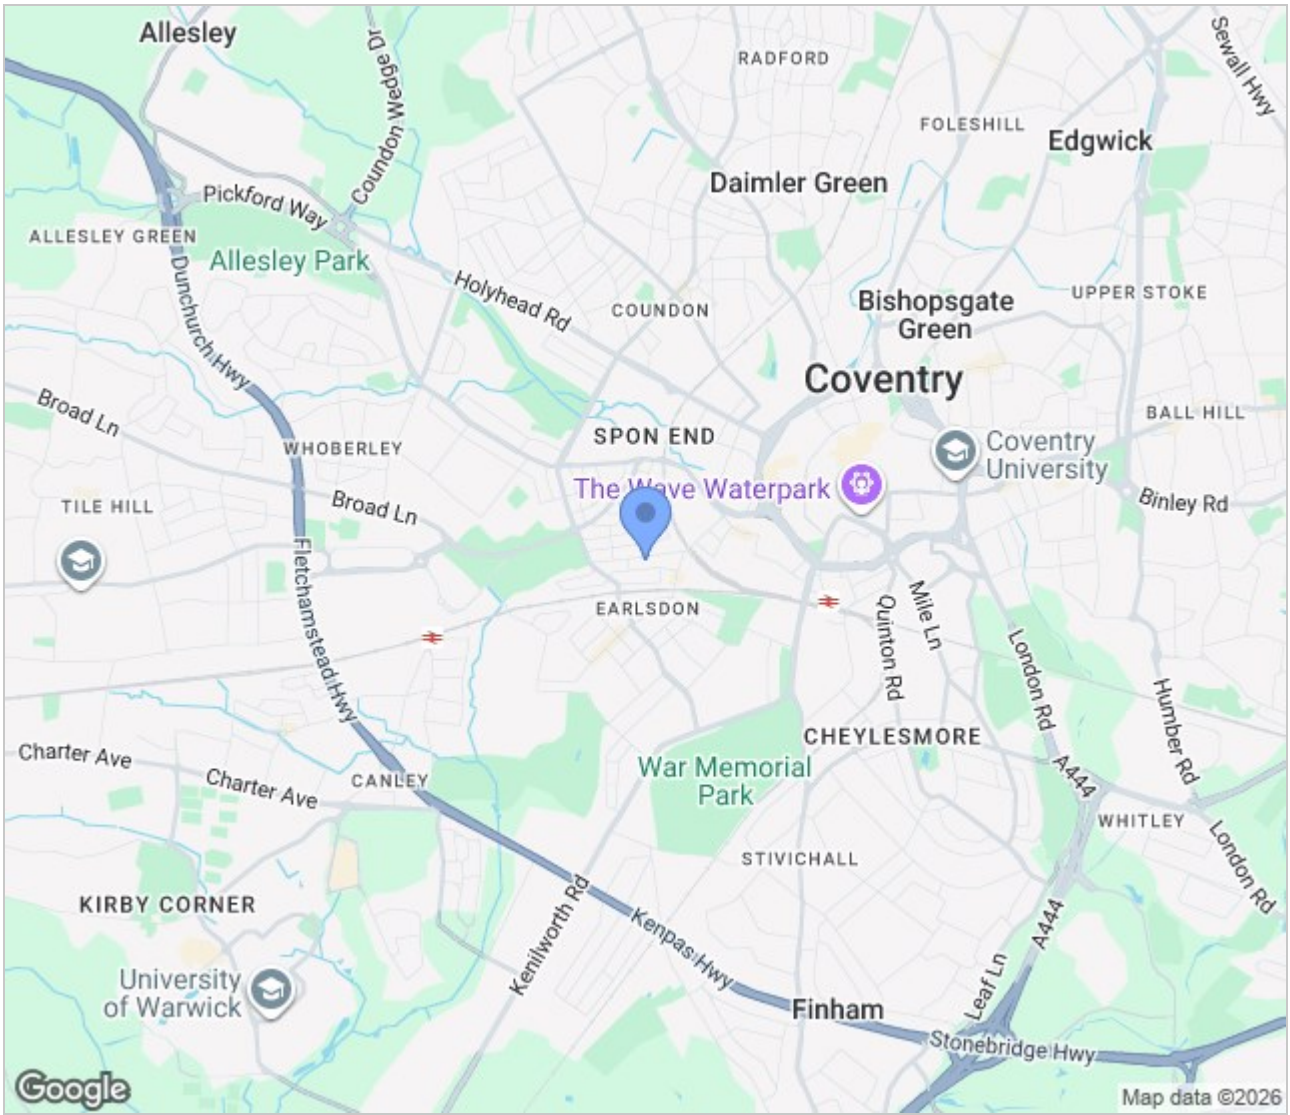 Allesley
Coundon Wedge Dr
Sewall Hwy
RADFORD
FOLESHILL
Edgwick
Daimler Green
Pickford Way
ALLESLEY GREEN
Allesley Park
Dunchurch Hwy
Holyhead Rd
COUNDON
UPPER STOKE
Bishopsgate
Green
Coventry
Broad Ln
BALL HILL
SPON END
WHOBERLEY
Coventry
University
The Wave Waterpark
Binley Rd
TILE HILL
Broad Ln
Fletchamstead Hwy
EARLSDON
Mile Ln
Quinton Rd
London Rd
Humber Rd
CHEYLESMORE
Charter Ave
War Memorial
Park
A444
Charter Ave
CANLEY
WHITLEY
London Rd
STIVICHALL
KIRBY CORNER
Kenilworth Rd
Kenpas Hwy
A444
Leaf Ln
University
of Warwick
Finham
Stonebridge Hwy
Google
Map data ©2026